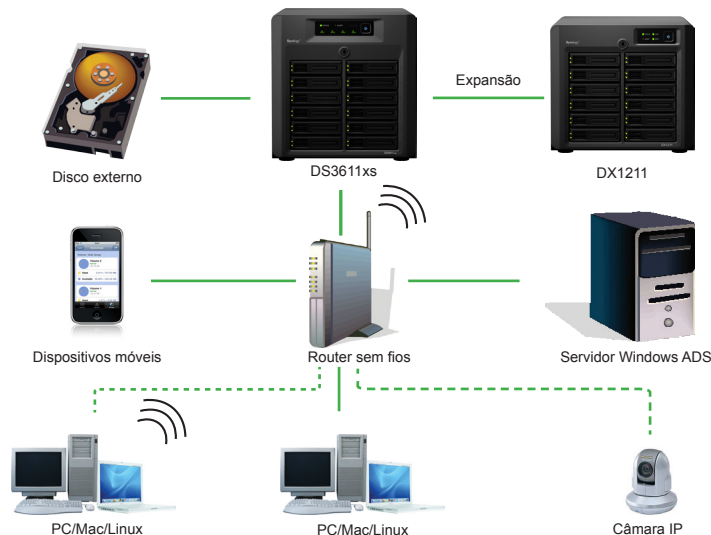 Expansão
Disco externo
DS3611xs
DX1211
Dispositivos móveis
Router sem fios
Servidor Windows ADS
PC/Mac/Linux
PC/Mac/Linux
Câmara IP